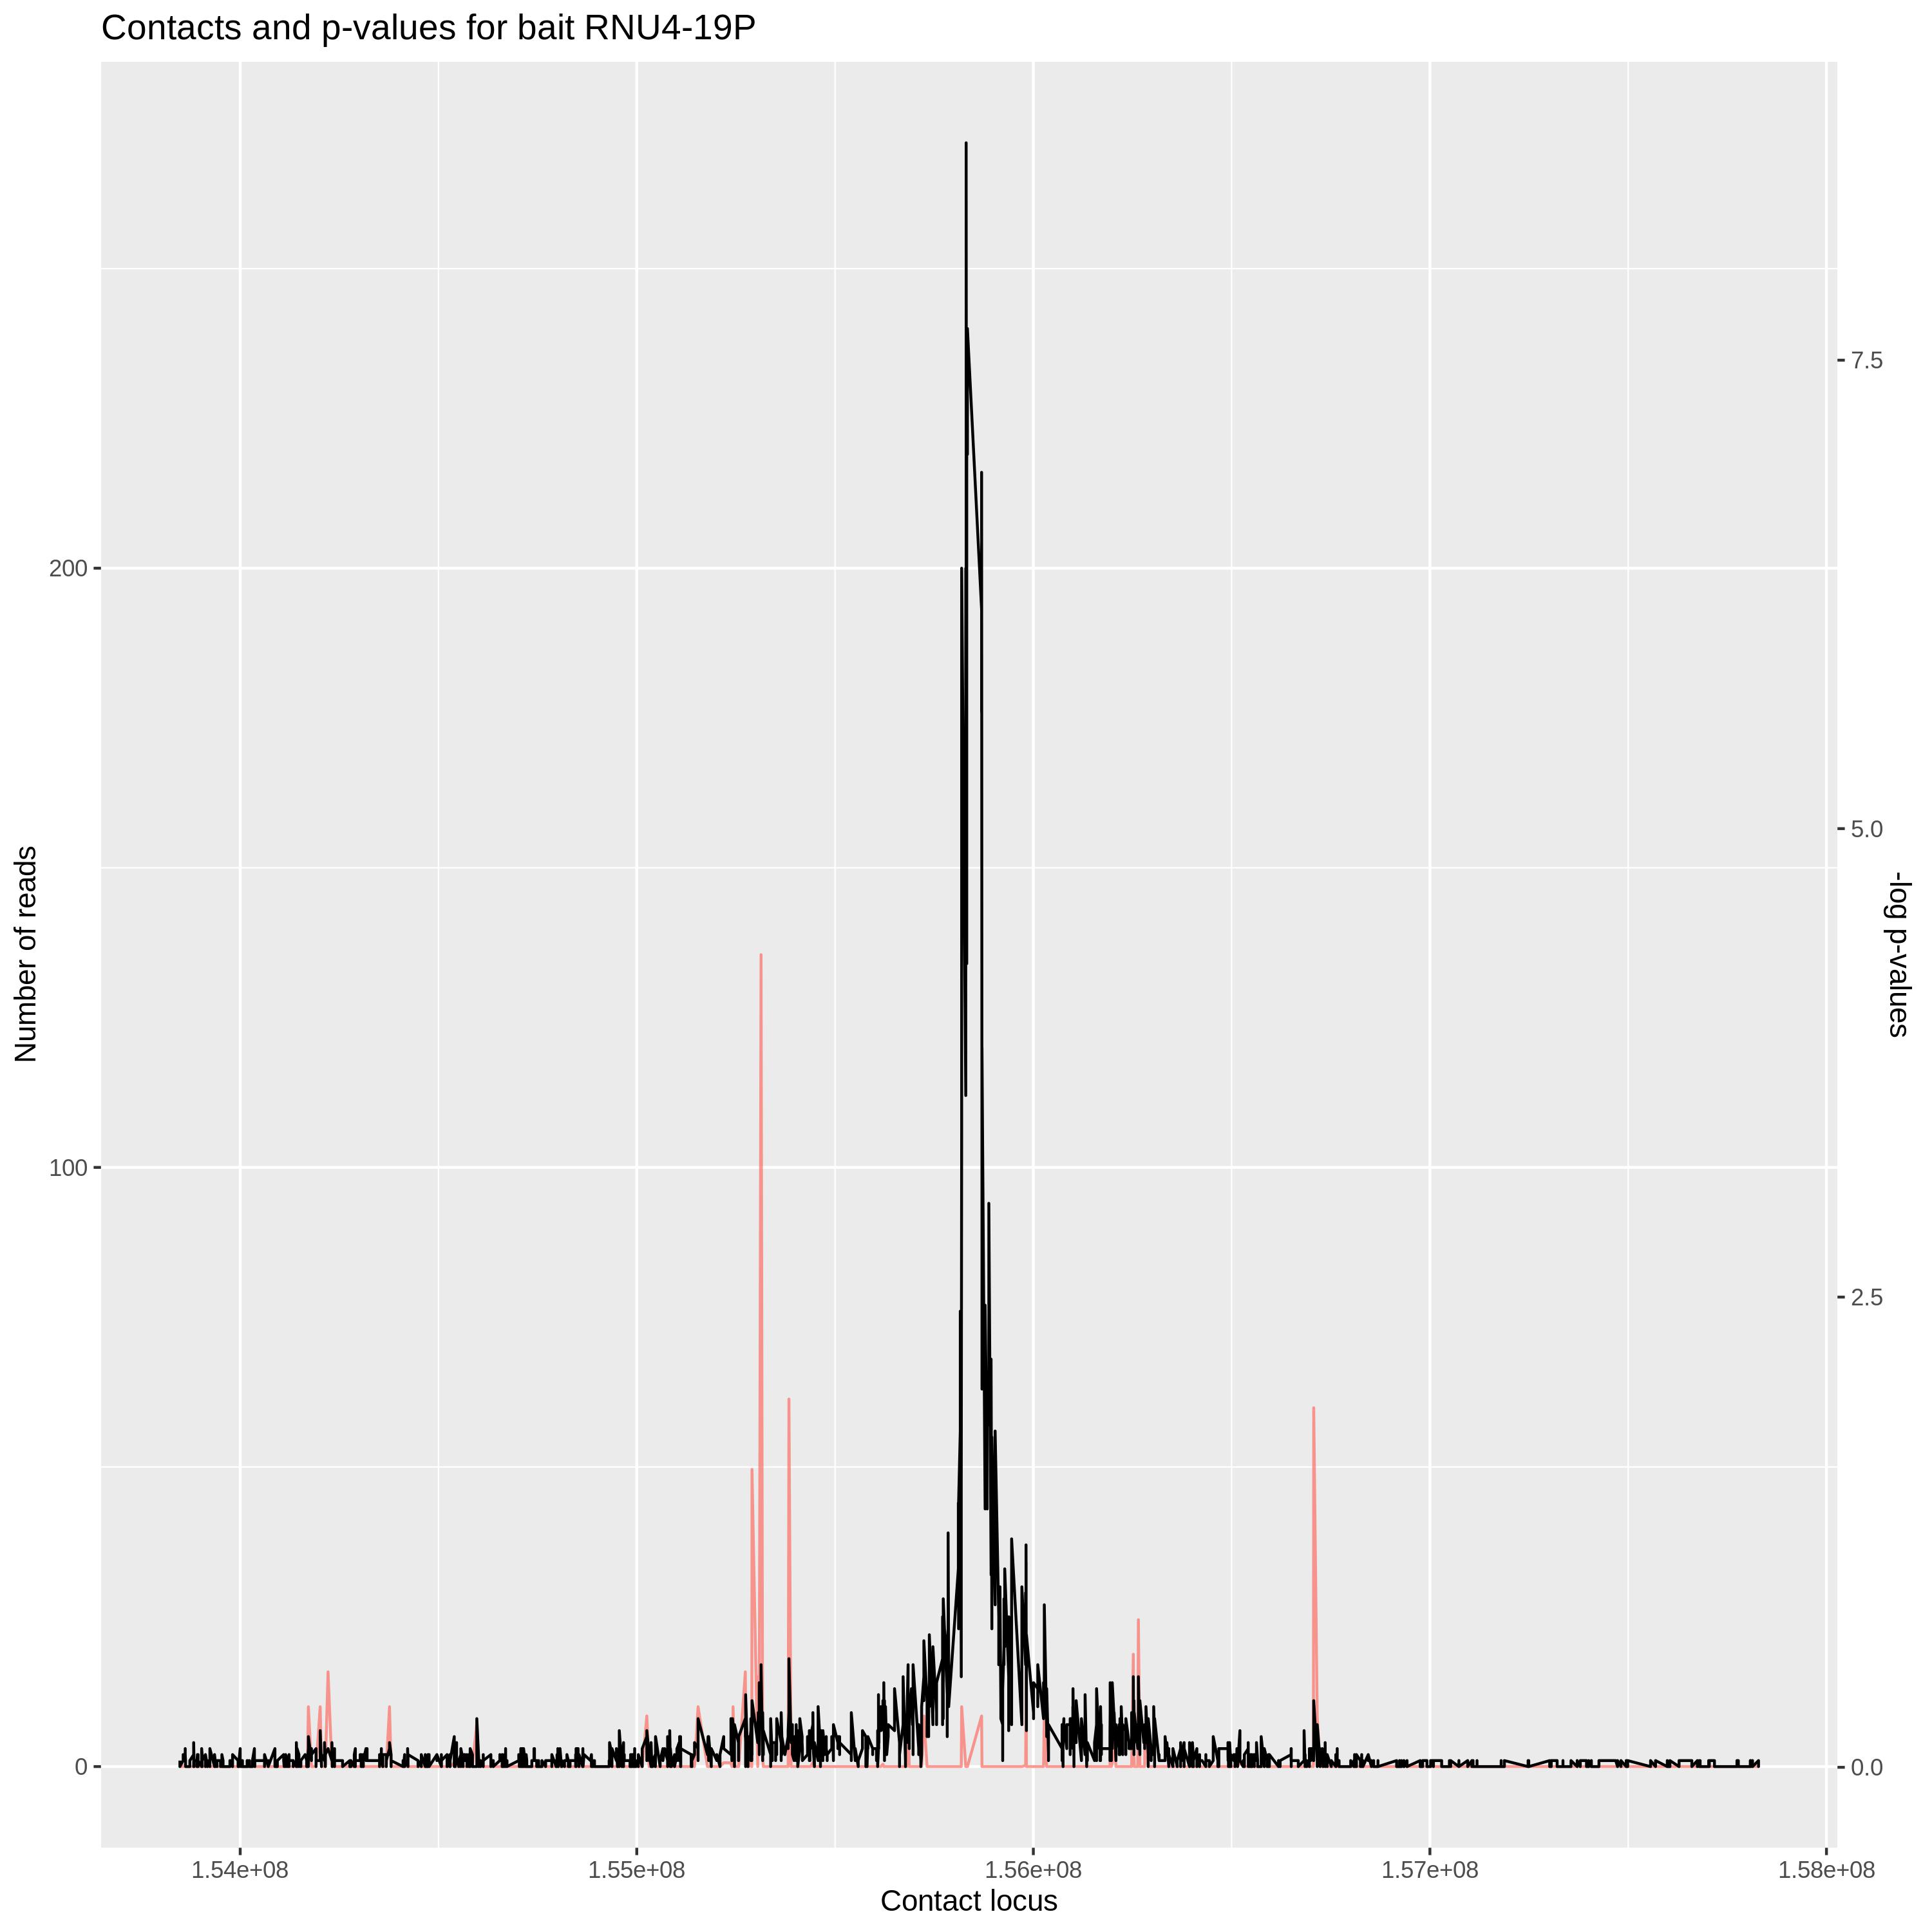 Contacts and p-values for bait RNU4-19P
Number of reads
200
100
0
7.5
5.0
2.5
0.0
-log p-values
1.54e+08
1.55e+08
1.56e+08
1.57e+08
1.58e+08
Contact locus